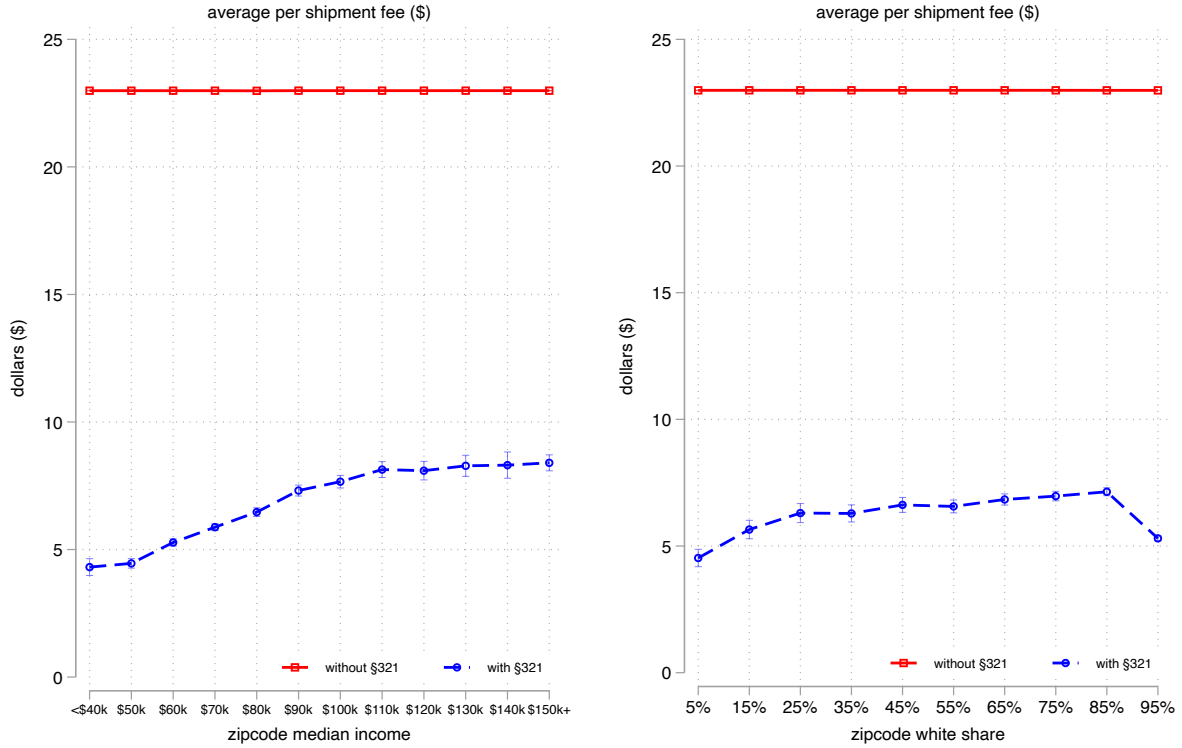 average per shipment fee ($)
25
20
15
10
5
0
dollars ($)
without §321
with §321
<$40k $50k $60k $70k $80k $90k $100k $110k $120k $130k $140k $150k+
zipcode median income
average per shipment fee ($)
25
20
15
10
5
0
dollars ($)
without §321
with §321
5% 15% 25% 35% 45% 55% 65% 75% 85% 95%
zipcode white share